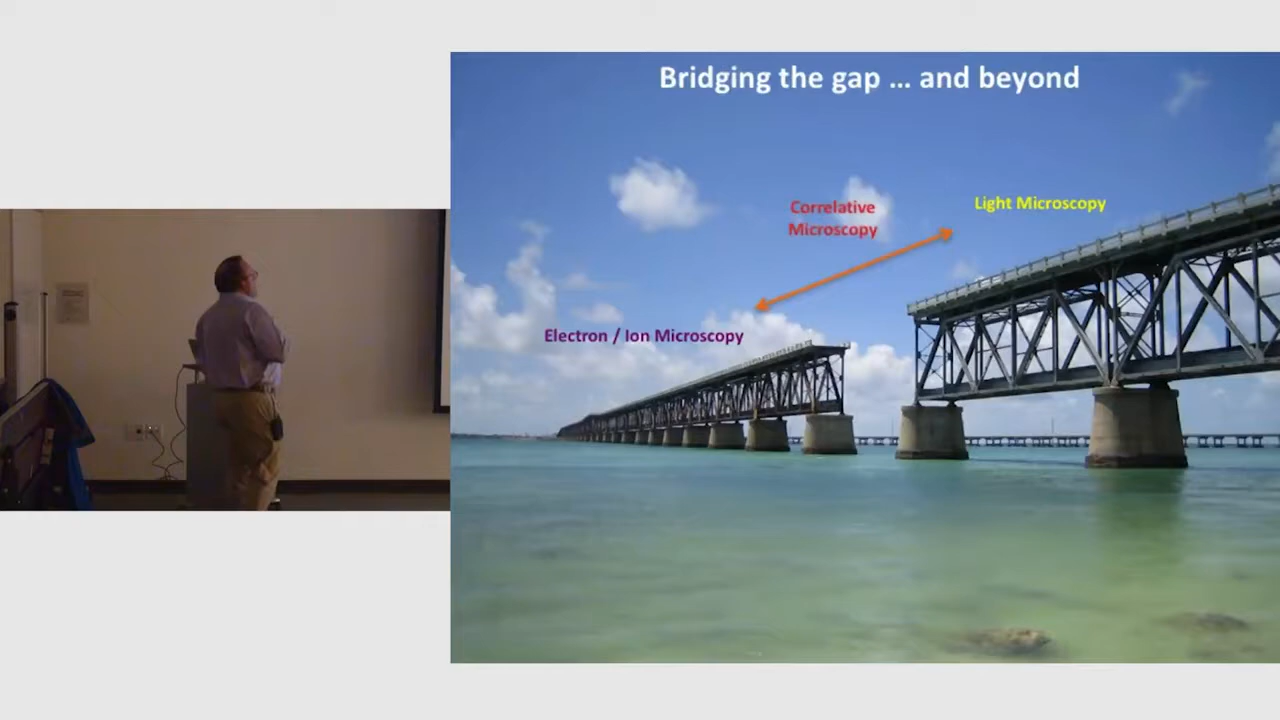 Bridging the gap ... and beyond
Correlative
Microscopy
Light Microscopy
Electron / Ion Microscopy